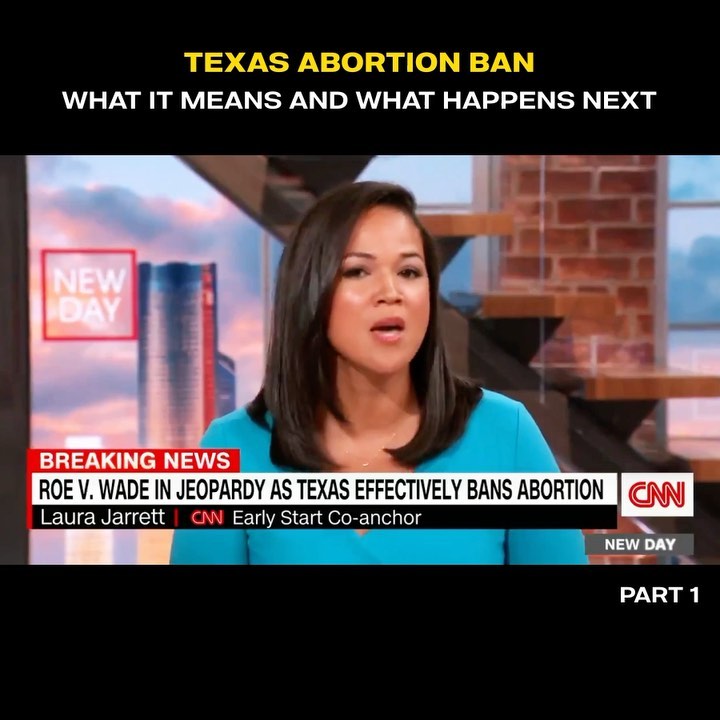 TEXAS ABORTION BAN
WHAT IT MEANS AND WHAT HAPPENS NEXT
NEW
DAY
BREAKING NEWS
ROE V. WADE IN JEOPARDY AS TEXAS EFFECTIVELY BANS ABORTION
CNN
Laura Jarrett | CNN Early Start Co-anchor
NEW DAY
PART 1